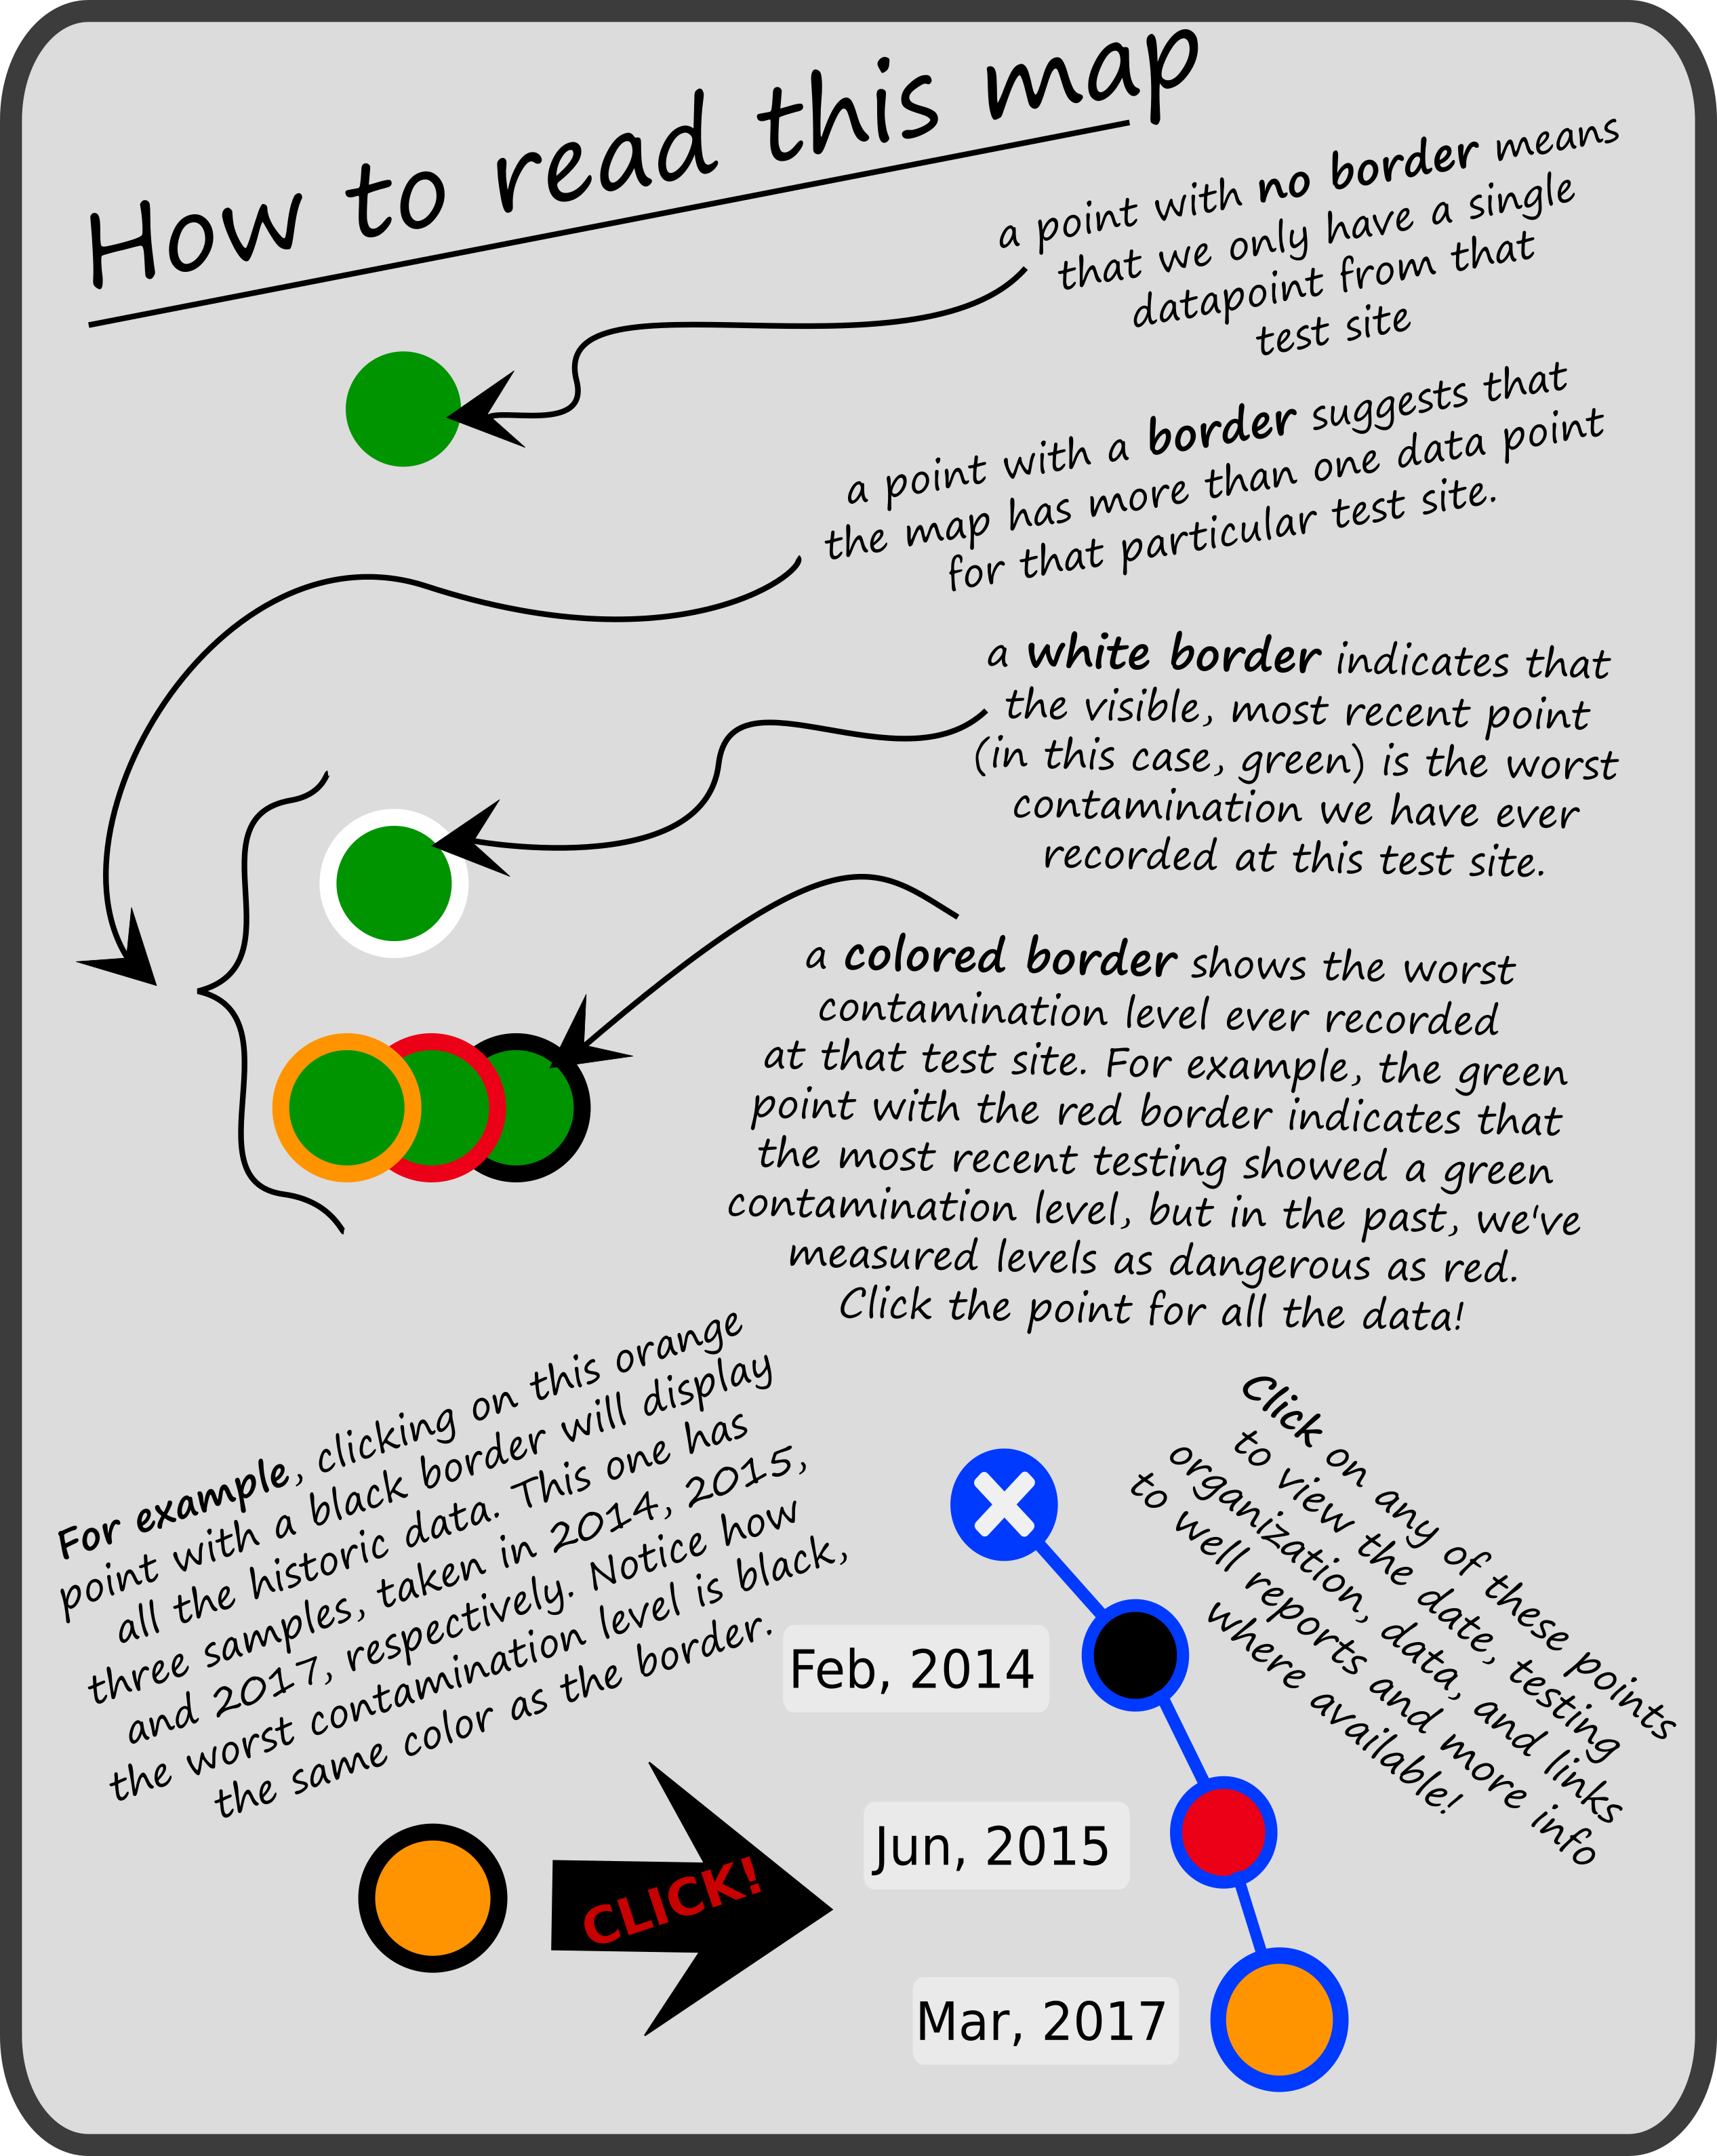 How to read this map
a point with no border means
that we only have a single
datapoint from that
test site
a point with a border suggests that
the map has more than one data point
for that particular test site.
a white border indicates that
the visible, most recent point
(in this case, green) is the worst
contamination we have ever
recorded at this test site.
a colored border shows the worst
contamination level ever recorded
at that test site. For example, the green
point with the red border indicates that
the most recent testing showed a green
contamination level, but in the past, we've
measured levels as dangerous as red.
Click the point for all the data!
For example, clicking on this orange
point with a black border will display
all the historic data. This one has
three samples, taken in 2014, 2015,
and 2017, respectively. Notice how
the worst contamination level is black,
the same color as the border.
Click on any of these points
to view the date, testing
organization, data, and links
to well reports and more info
where available!
Feb, 2014
Jun, 2015
CLICK!
Mar, 2017